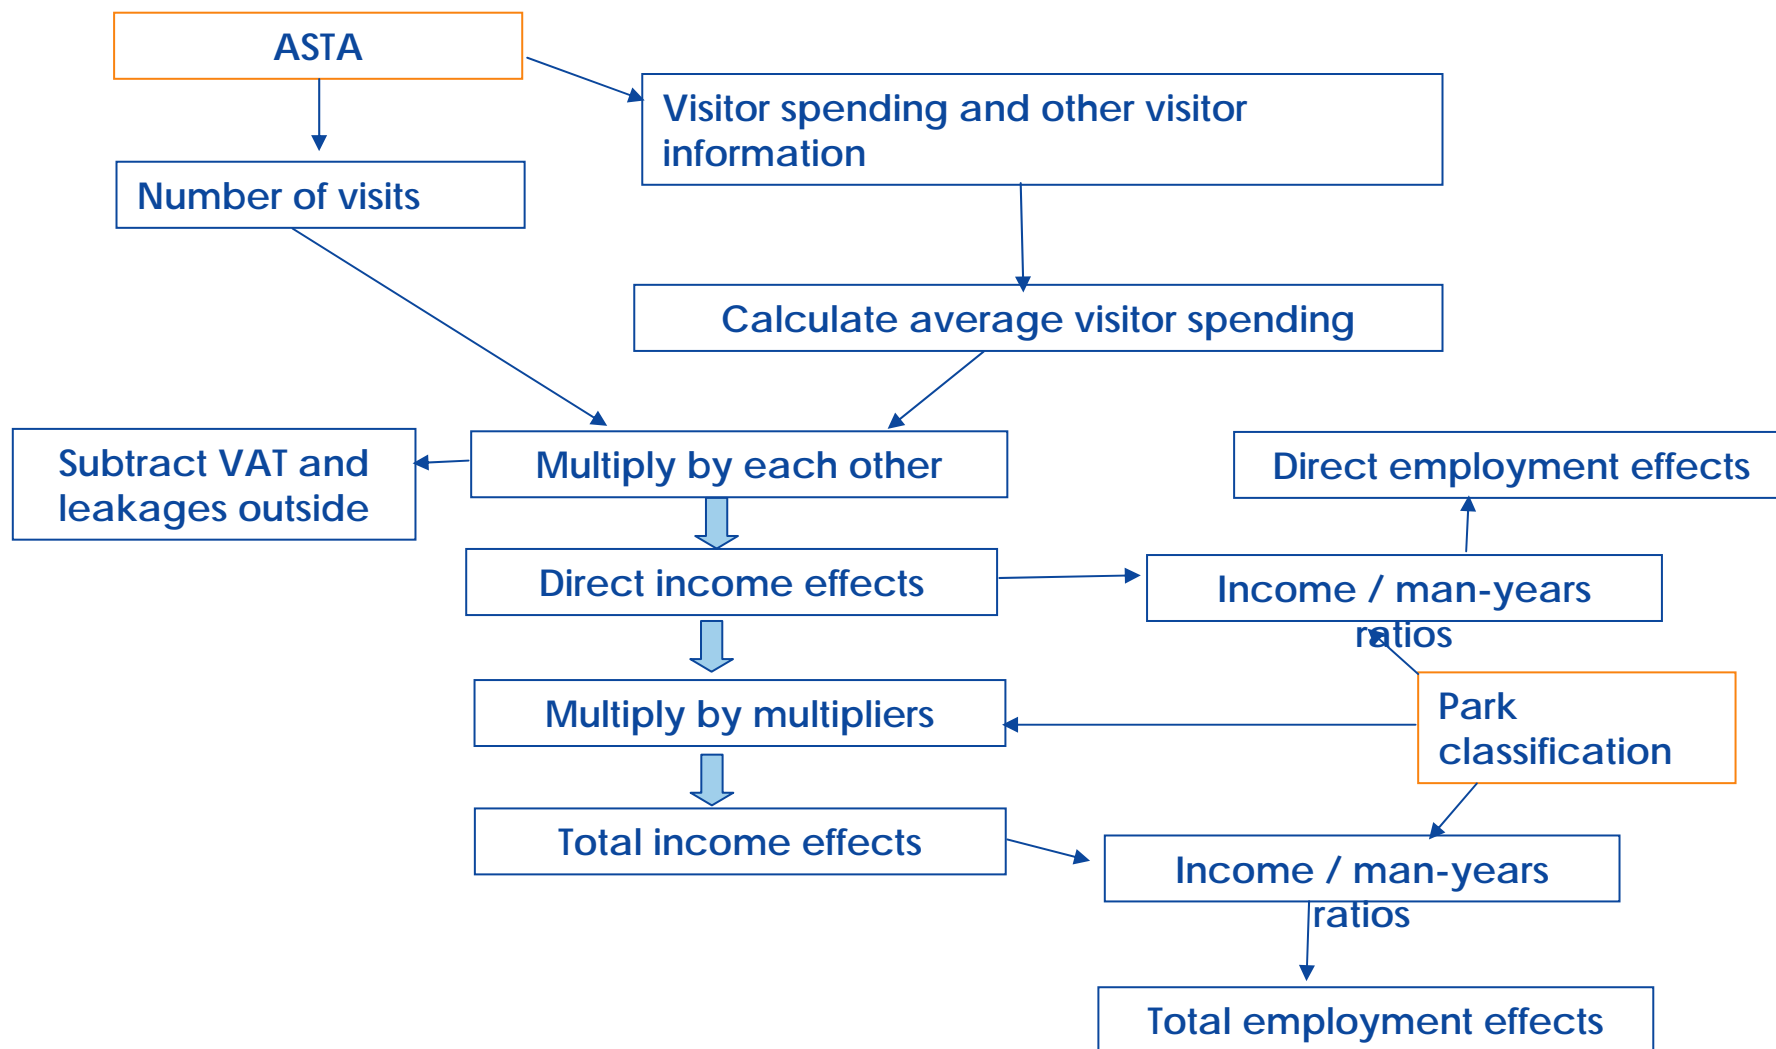 ASTA
Visitor spending and other visitor
information
Number of visits
Calculate average visitor spending
Subtract VAT and
leakages outside
Multiply by each other
Direct employment effects
Direct income effects
Income / man-years
ratios
Multiply by multipliers
Park
classification
Total income effects
Income / man-years
ratios
Total employment effects